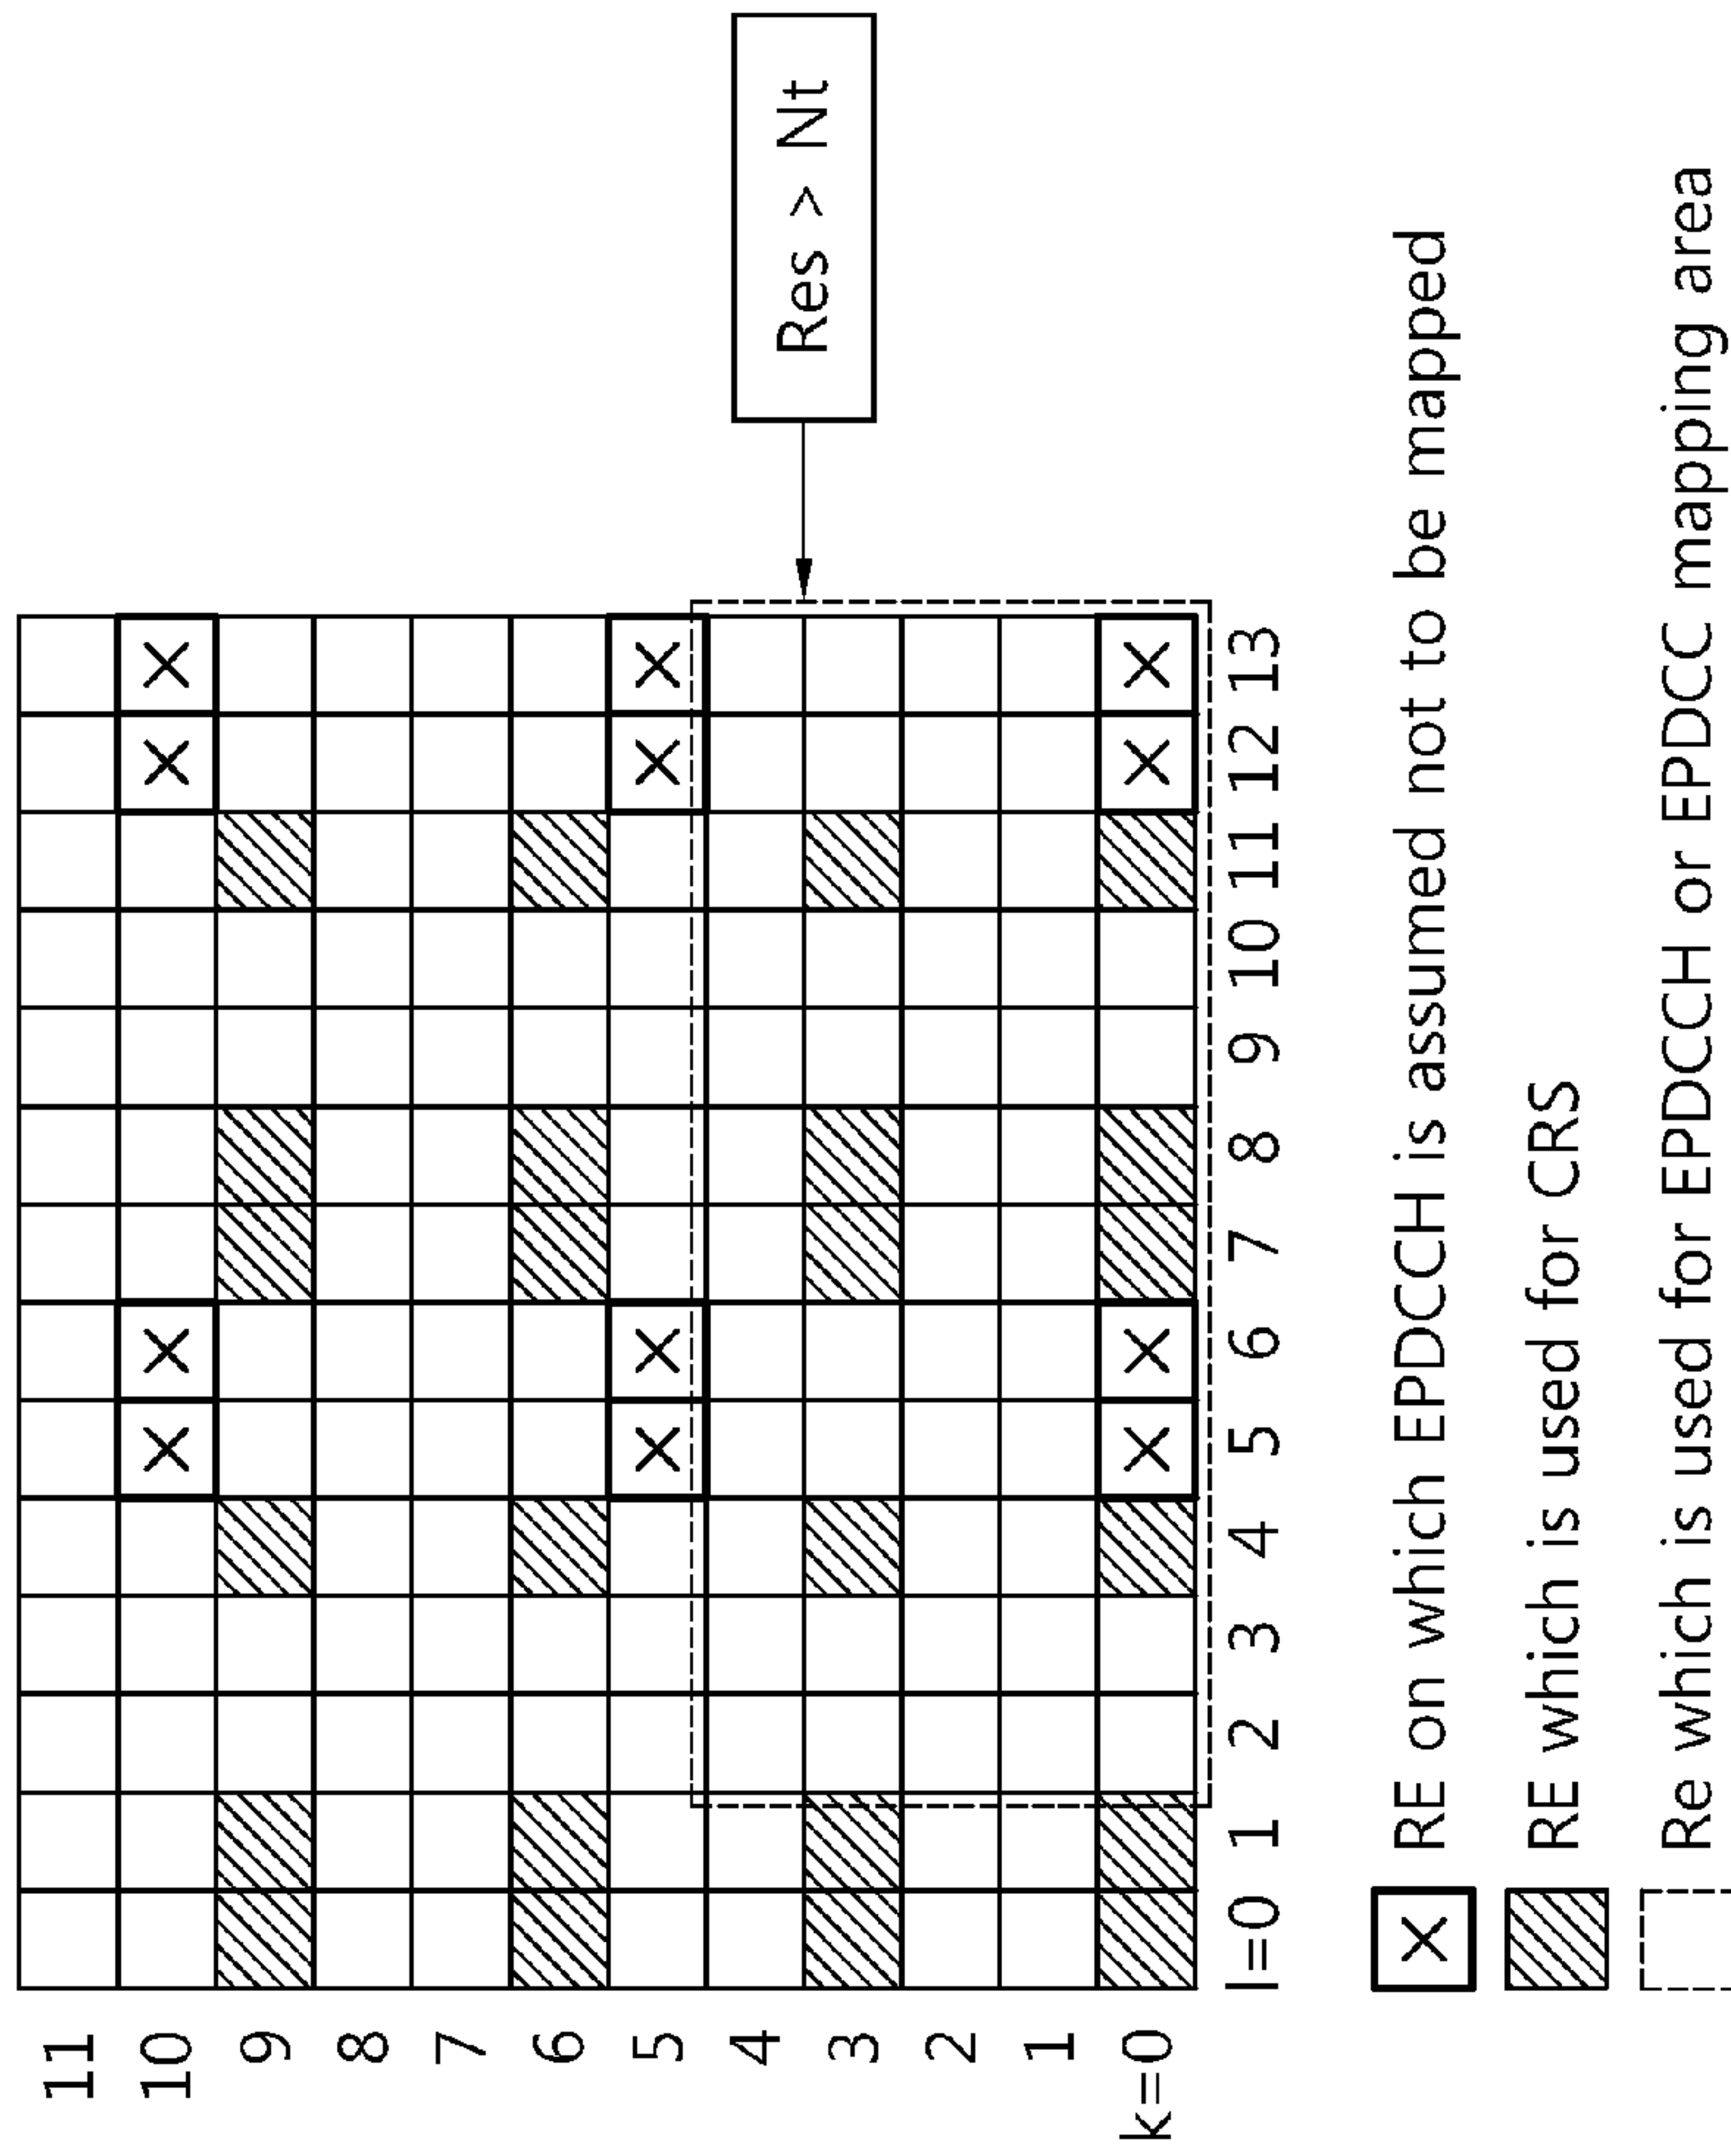 11
10 X X X X
9
8
7
6
5 X X X X
4
3
Res > Nt
2
1
k=0 X X X X
l=0 1 2 3 4 5 6 7 8 9 10 11 12 13
X RE on which EPDCCH is assumed not to be mapped
RE which is used for CRS
Re which is used for EPDCCH or EPDCC mapping area